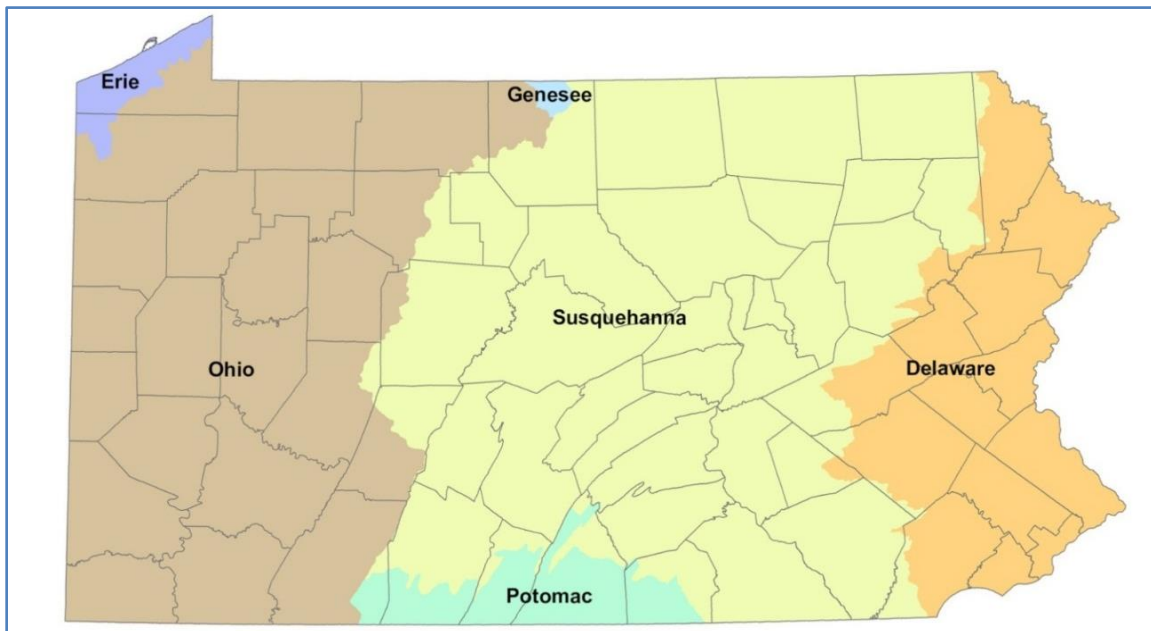 Erie
Genesee
Susquehanna
Ohio
Delaware
Potomac